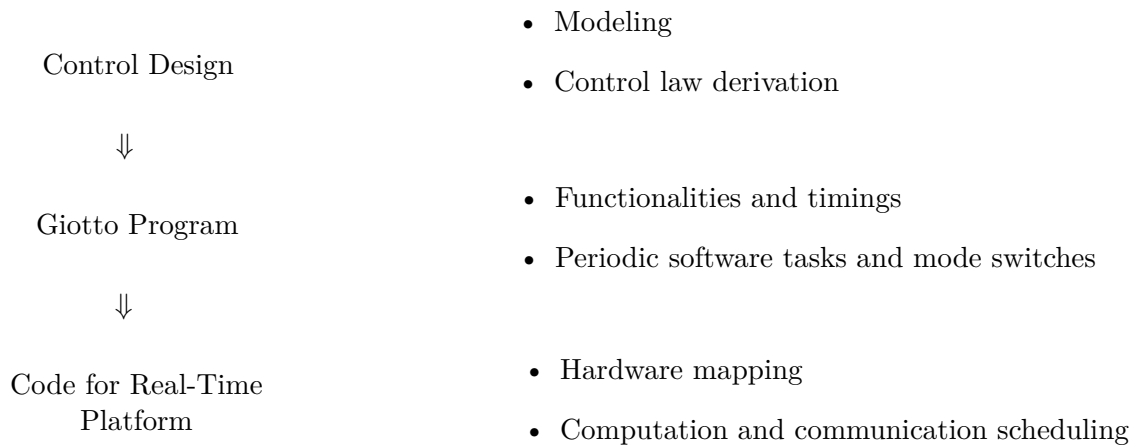 Control Design
• Modeling
• Control law derivation
⇓
Giotto Program
• Functionalities and timings
• Periodic software tasks and mode switches
⇓
Code for Real-Time
Platform
• Hardware mapping
• Computation and communication scheduling